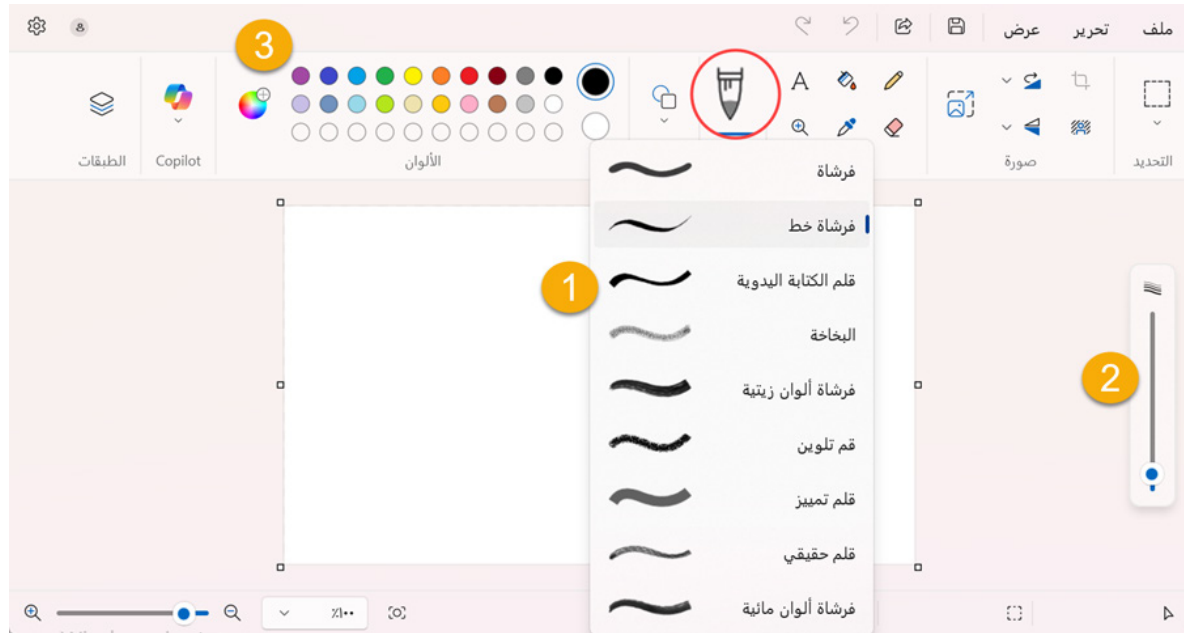 ملف تحرير عرض
3
A
التحديد
صورة
الألوان
Copilot
الطبقات
فرشاة
فرشاة خط
قلم الكتابة اليدوية
1
البخاخة
فرشاة ألوان زيتية
2
قم تلوين
قلم تمييز
قلم حقيقي
فرشاة ألوان مائية
٪١٠٠